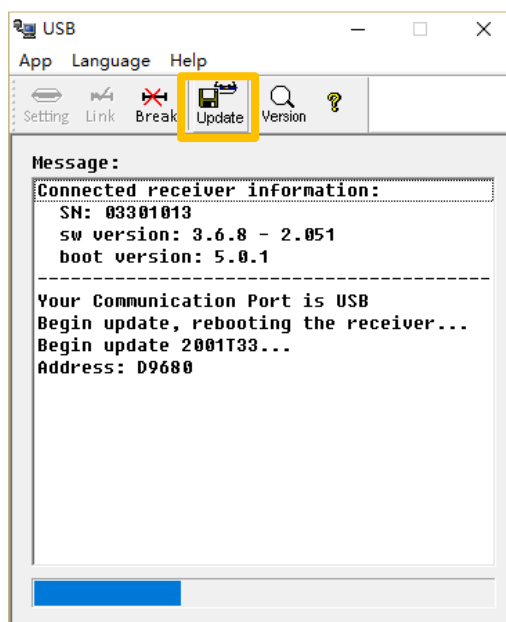 USB
App Language Help
Setting Link Break Update Version
Message:
Connected receiver information:
SN: 03301013
sw version: 3.6.8 - 2.051
boot version: 5.0.1
--------------------------------------
Your Communication Port is USB
Begin update, rebooting the receiver...
Begin update 2001T33...
Address: D9680